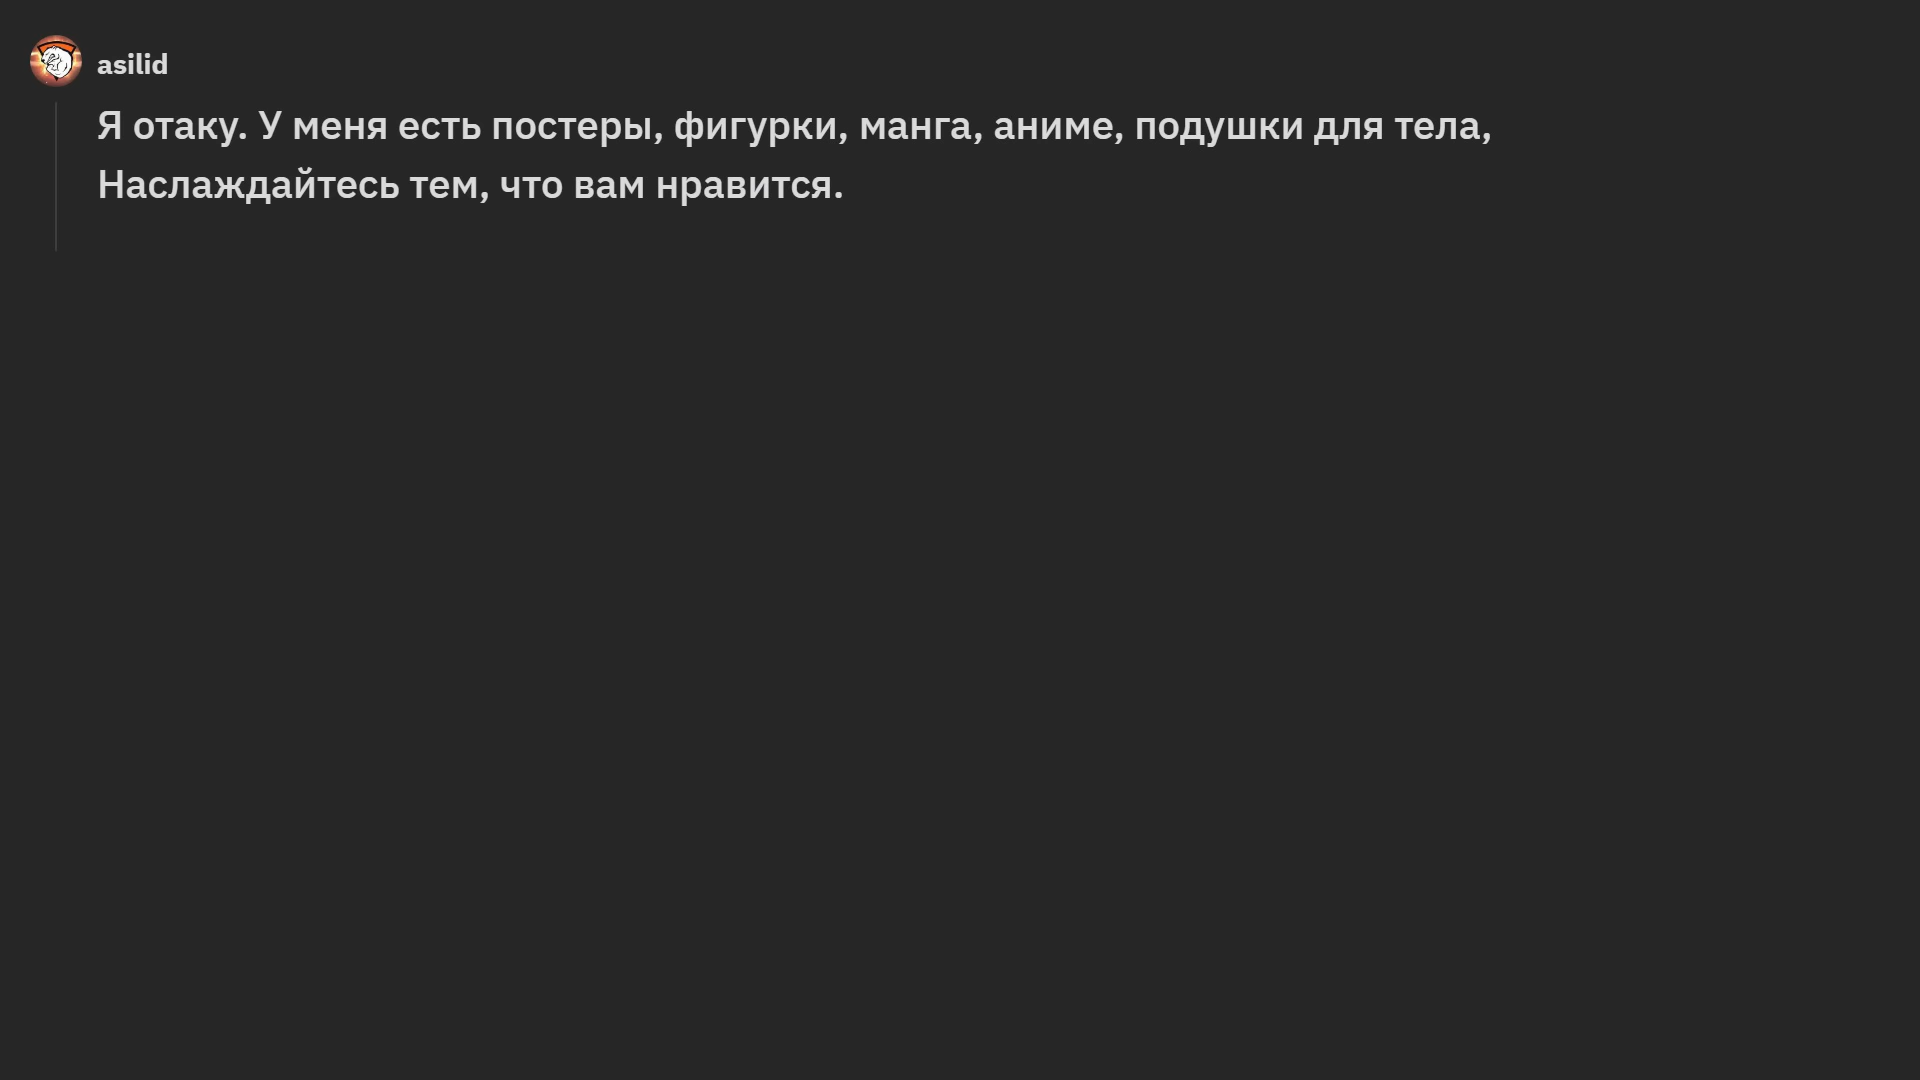 asilid
Я отаку. У меня есть постеры, фигурки, манга, аниме, подушки для тела,
Наслаждайтесь тем, что вам нравится.